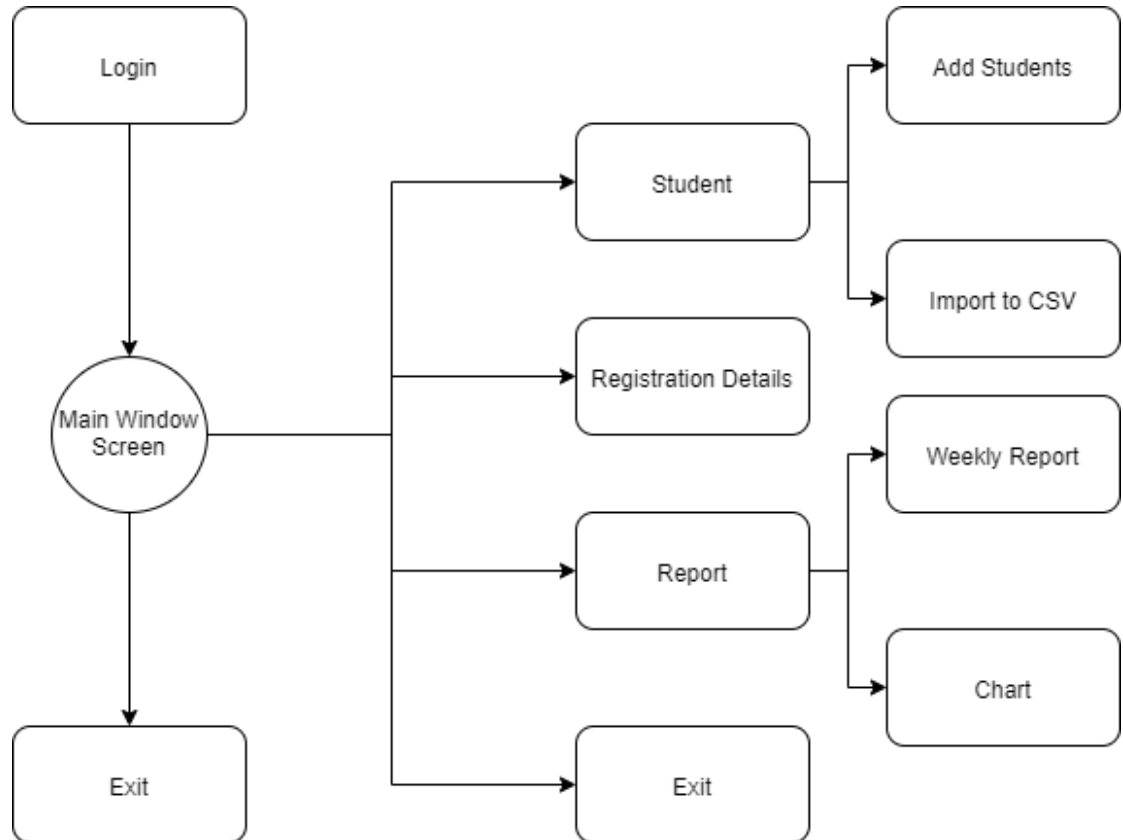 Login
Add Students
Student
Import to CSV
Registration Details
Main Window
Screen
Weekly Report
Report
Chart
Exit
Exit